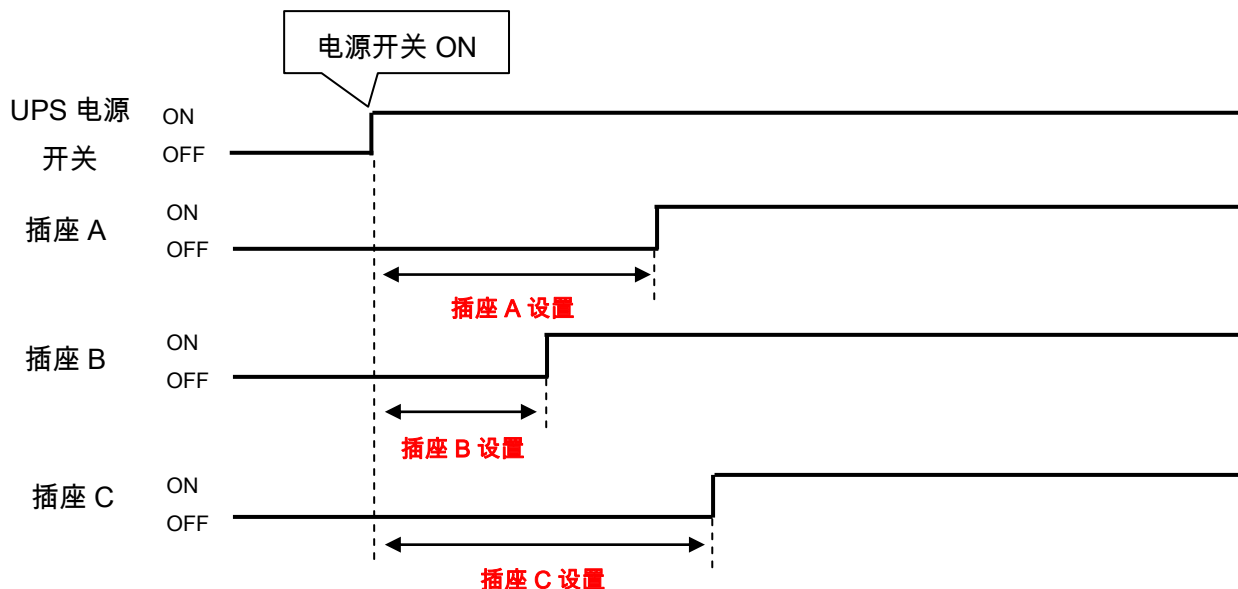 电源开关 ON
UPS 电源
开关
ON
OFF
插座 A
ON
OFF
插座 A 设置
插座 B
ON
OFF
插座 B 设置
插座 C
ON
OFF
插座 C 设置